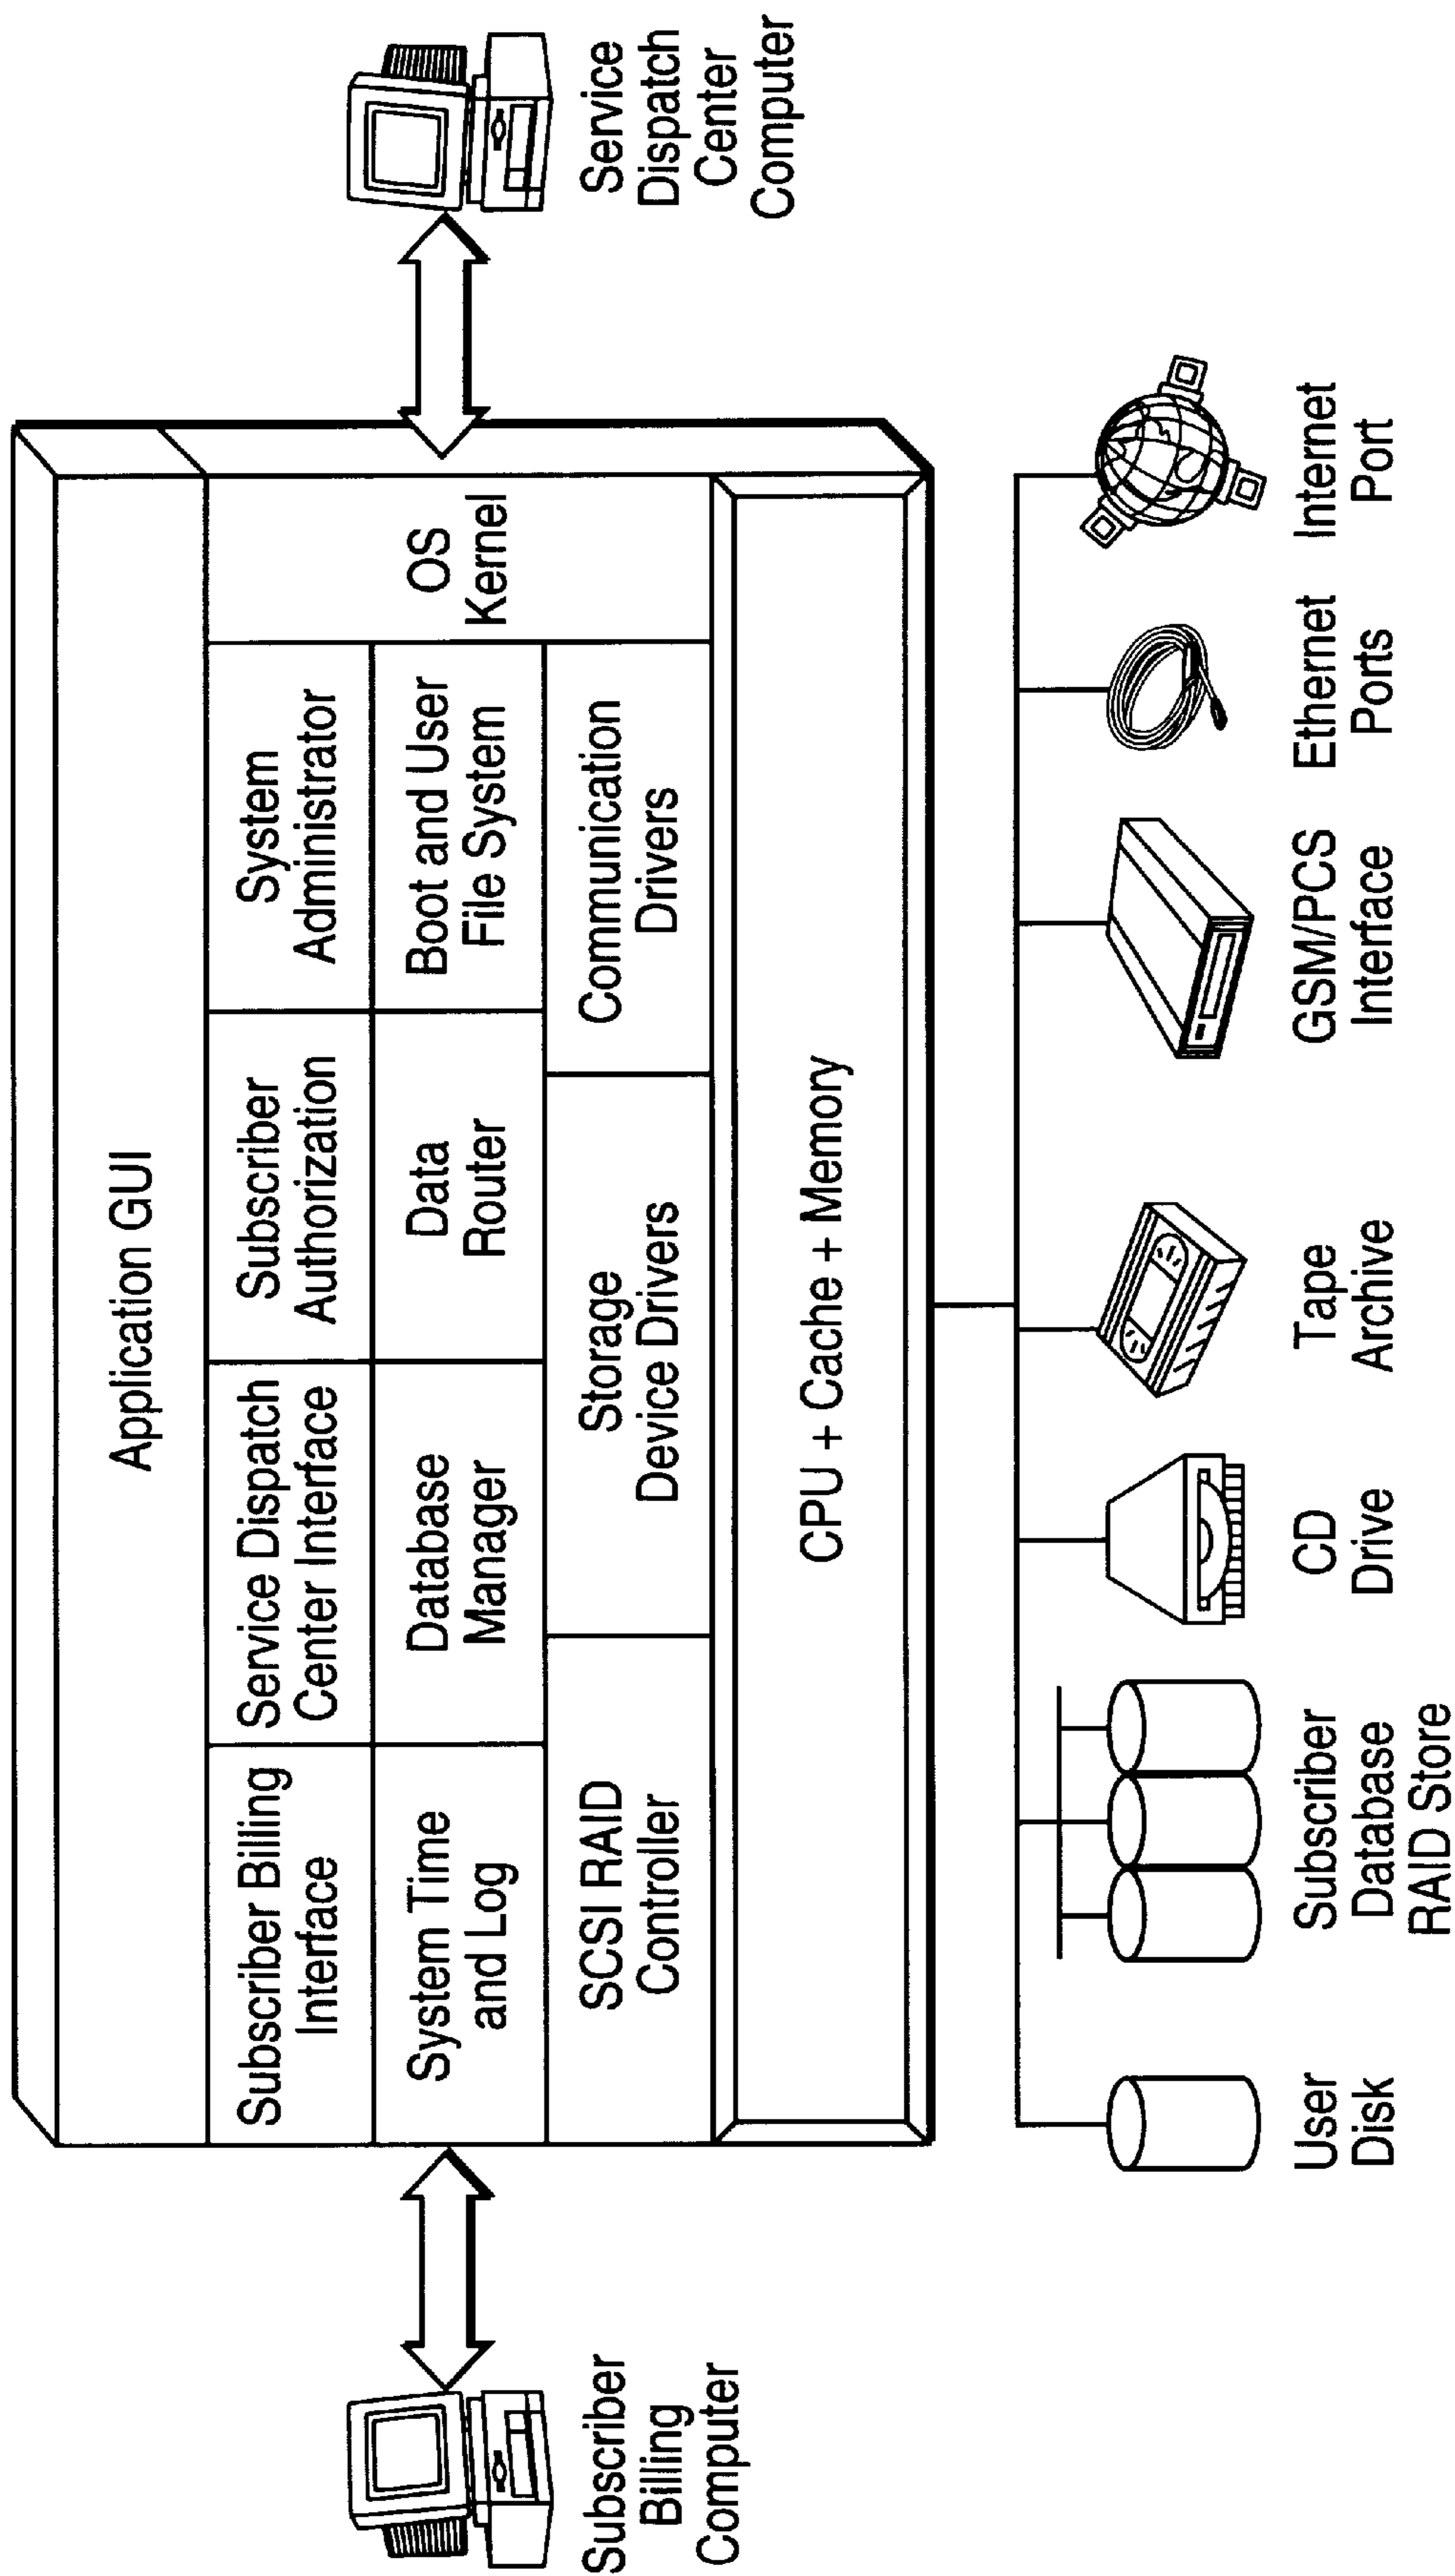 Application GUI
Subscriber Billing
Interface
Service Dispatch
Center Interface
Subscriber
Authorization
System
Administrator
OS
Kernel
System Time
and Log
Database
Manager
Data
Router
Boot and User
File System
SCSI RAID
Controller
Storage
Device Drivers
Communication
Drivers
CPU + Cache + Memory
Subscriber
Billing
Computer
Service
Dispatch
Center
Computer
User
Disk
Subscriber
Database
RAID Store
CD
Drive
Tape
Archive
GSM/PCS
Interface
Ethernet
Ports
Internet
Port